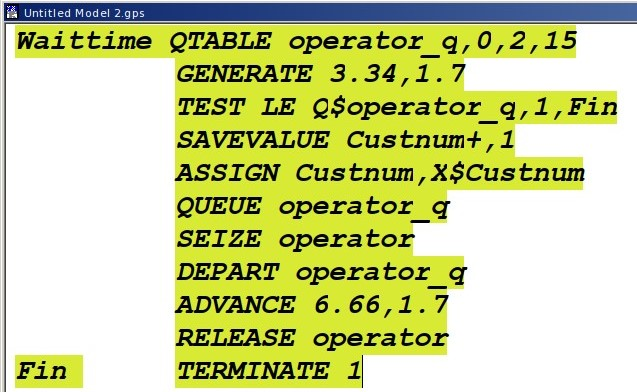 Untitled Model 2.gps
Waittime QTABLE operator_q,0,2,15
GENERATE 3.34,1.7
TEST LE Q$operator_q,1,Fin
SAVEVALUE Custnum+,1
ASSIGN Custnum,X$Custnum
QUEUE operator_q
SEIZE operator
DEPART operator_q
ADVANCE 6.66,1.7
RELEASE operator
Fin TERMINATE 1